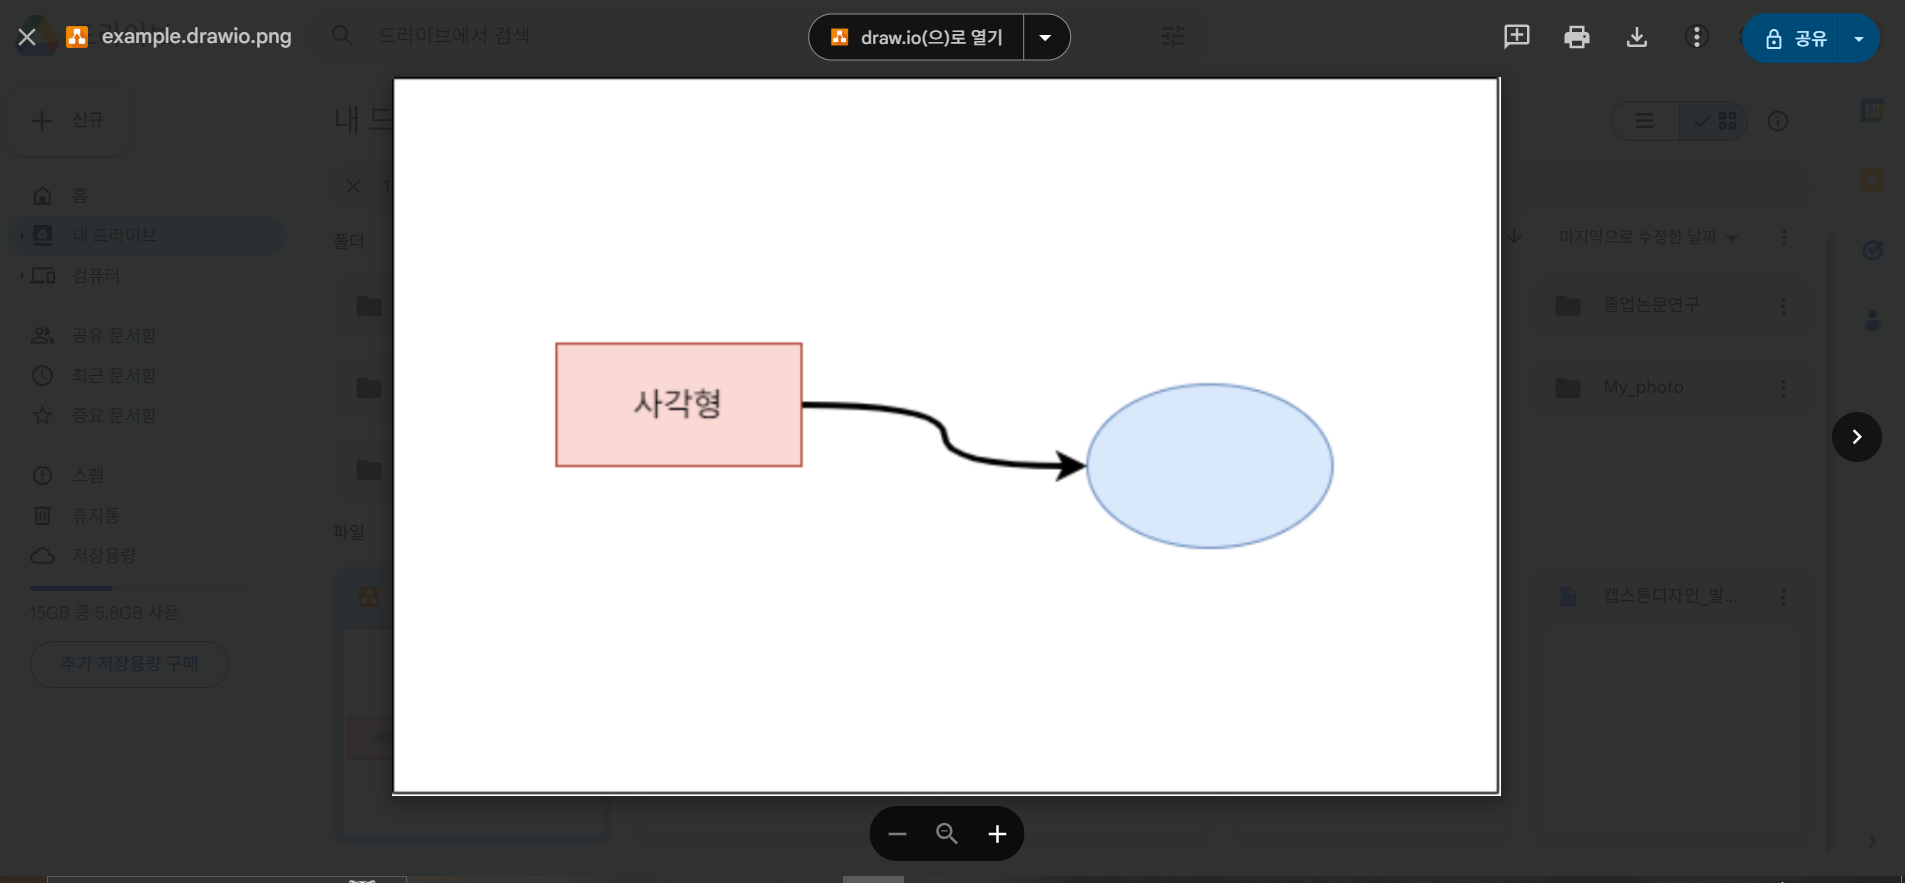 example.drawio.png
드라이브에서 검색
draw.io(으)로 열기
공유
신규
내 드
홈
내 드라이브
컴퓨터
공유 문서함
최근 문서함
중요 문서함
스팸
휴지통
저장용량
15GB 중 5.8GB 사용
추가 저장용량 구매
폴더
마지막으로 수정한 날짜
졸업논문연구
My_photo
사각형
파일
캡스톤디자인_발...